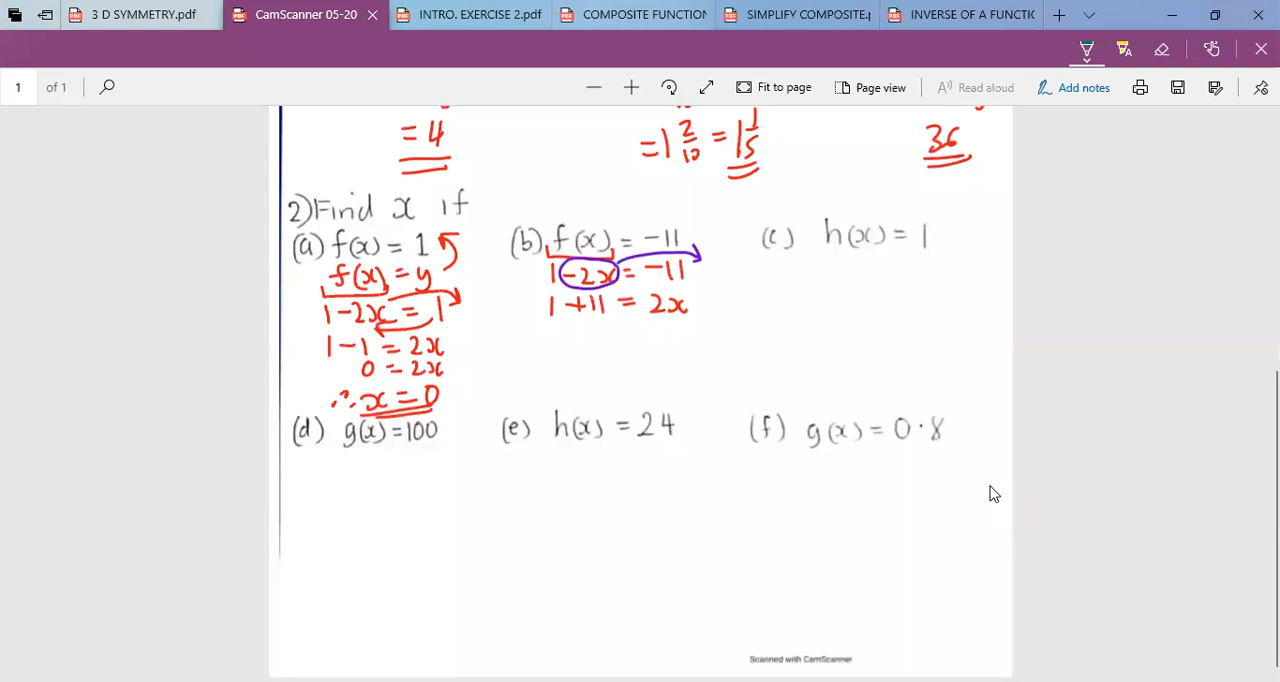 3 D SYMMETRY.pdf
CamScanner 05-20
INTRO. EXERCISE 2.pdf
COMPOSITE FUNCTION
SIMPLIFY COMPOSITE.p
INVERSE OF A FUNCTIC
1 of 1
Fit to page
Page view
Read aloud
Add notes
= 4
= 1 2/10 = 1 1/5
36
2) Find x if
(a) f(x) = 1
f(x) = y
1 - 2x = 1
1 - 1 = 2x
0 = 2x
∴ x = 0
(b) f(x) = -11
1 - 2x = -11
1 + 11 = 2x
(c) h(x) = 1
(d) g(x) = 100
(e) h(x) = 24
(f) g(x) = 0.8
Scanned with CamScanner